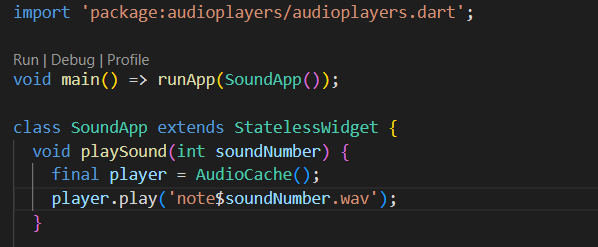 import 'package:audioplayers/audioplayers.dart';
Run | Debug | Profile
void main() => runApp(SoundApp());
class SoundApp extends StatelessWidget {
void playSound(int soundNumber) {
final player = AudioCache();
player.play('note$soundNumber.wav');
}